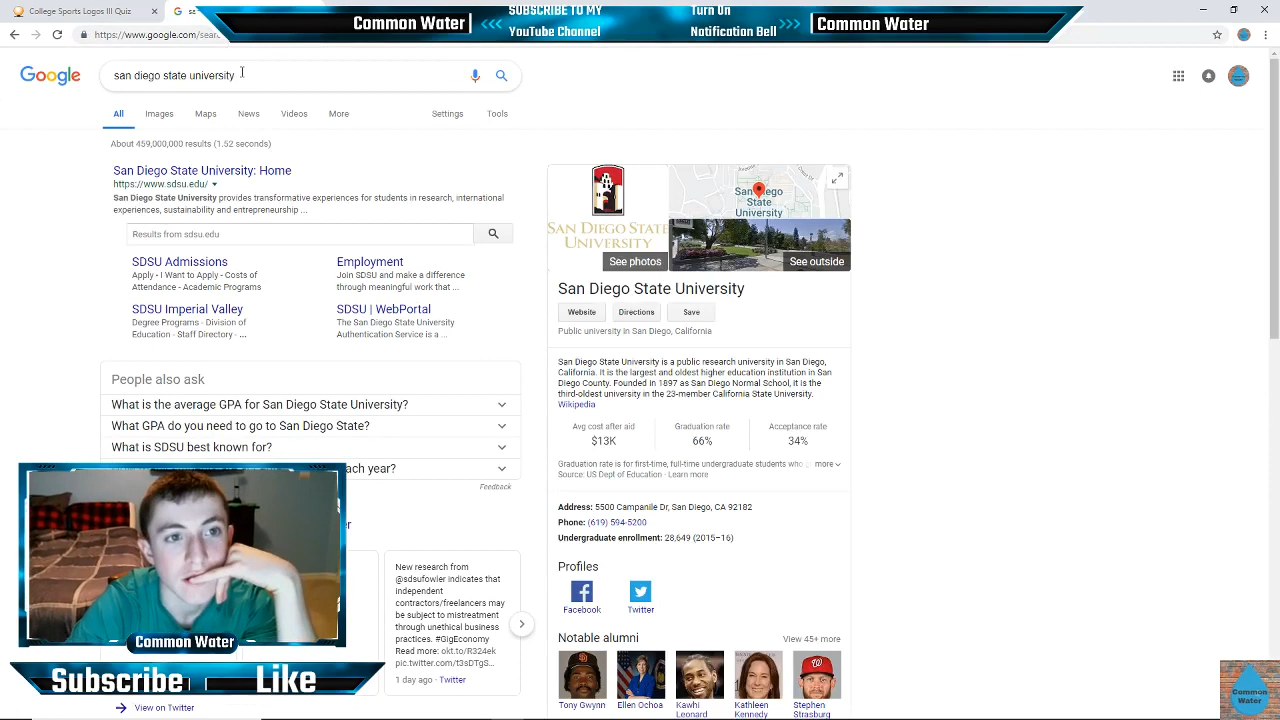 College Sports Logos III Quiz
SUBSCRIBE TO MY
YouTube Channel
Turn On
Notification Bell
Common Water
<<<
>>>
Common Water
google.com/sear
Google
san diego state university
All Images Maps News Videos More Settings Tools
About 459,000,000 results (1.52 seconds)
San Diego State University: Home
https://www.sdsu.edu/
San Diego State University provides transformative experiences for students in research, international
experiences, sustainability and entrepreneurship ...
Results from sdsu.edu
SDSU Admissions
Apply · I Want to Apply · Costs of
Attendance · Academic Programs
Employment
Join SDSU and make a difference
through meaningful work that ...
SDSU Imperial Valley
Degree Programs · Division of
Education · Staff Directory · ...
SDSU | WebPortal
The San Diego State University
Authentication Service is a ...
People also ask
What is the average GPA for San Diego State University?
What GPA do you need to go to San Diego State?
What is SDSU best known for?
each year?
Feedback
New research from
@sdsufowler indicates that
independent
contractors/freelancers may
be subject to mistreatment
through unethical business
practices. #GigEconomy
Read more: okt.to/R324ek
pic.twitter.com/t3sDTgS...
1 day ago · Twitter
View on Twitter
SAN DIEGO STATE
UNIVERSITY
See photos
San Diego
State
University
See outside
San Diego State University
Website Directions Save
Public university in San Diego, California
San Diego State University is a public research university in San Diego,
California. It is the largest and oldest higher education institution in San
Diego County. Founded in 1897 as San Diego Normal School, it is the
third-oldest university in the 23-member California State University.
Wikipedia
Avg cost after aid Graduation rate Acceptance rate
$13K 66% 34%
Graduation rate is for first-time, full-time undergraduate students who more
Source: US Dept of Education · Learn more
Address: 5500 Campanile Dr, San Diego, CA 92182
Phone: (619) 594-5200
Undergraduate enrollment: 28,649 (2015–16)
Profiles
Facebook Twitter
Notable alumni View 45+ more
Tony Gwynn
Ellen Ochoa
Kawhi
Leonard
Kathleen
Kennedy
Stephen
Strasburg
Common Water
Subscribe Like
Common
Water